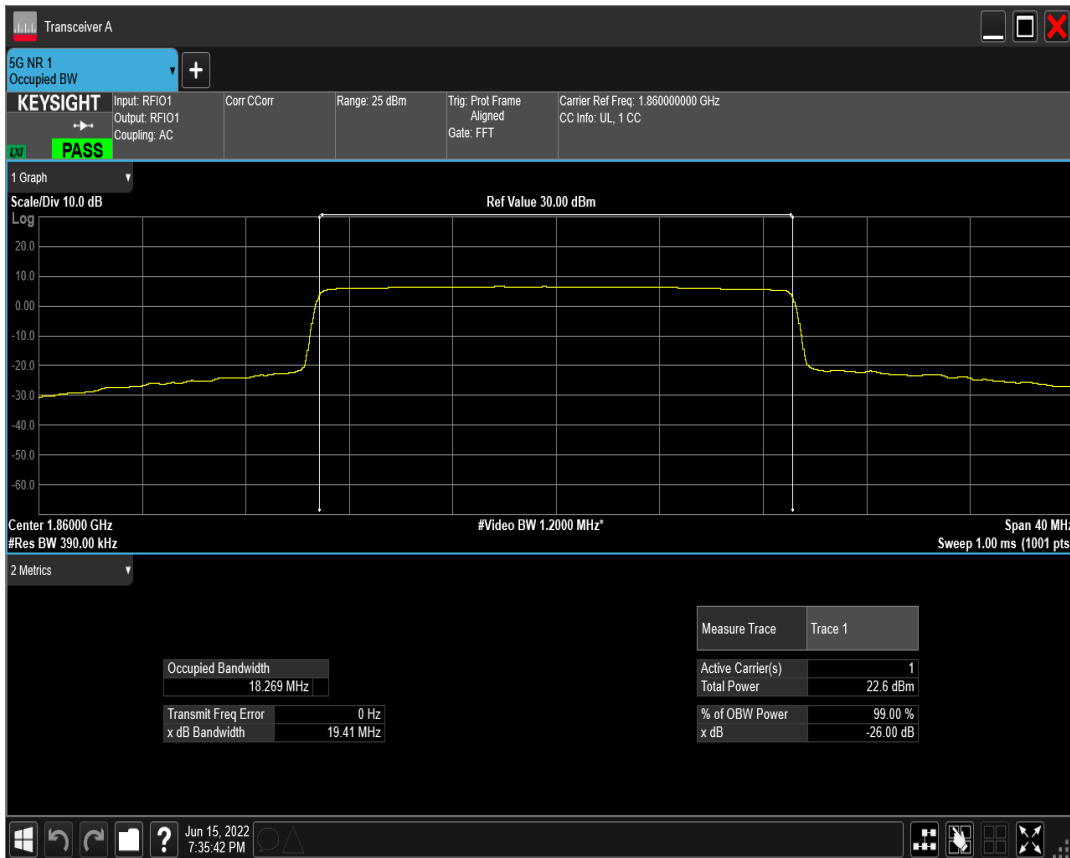 Transceiver A
5G NR 1
Occupied BW
KEYSIGHT
LXI
PASS
Input: RFIO1
Output: RFIO1
Coupling: AC
Corr CCorr
Range: 25 dBm
Trig: Prot Frame
Aligned
Gate: FFT
Carrier Ref Freq: 1.860000000 GHz
CC Info: UL, 1 CC
1 Graph
Scale/Div 10.0 dB
Ref Value 30.00 dBm
Log
20.0
10.0
0.00
-10.0
-20.0
-30.0
-40.0
-50.0
-60.0
Center 1.86000 GHz
#Video BW 1.2000 MHz*
Span 40 MHz
#Res BW 390.00 kHz
Sweep 1.00 ms (1001 pts
2 Metrics
Measure Trace Trace 1
Occupied Bandwidth
18.269 MHz
Active Carrier(s) 1
Total Power 22.6 dBm
Transmit Freq Error 0 Hz
x dB Bandwidth 19.41 MHz
% of OBW Power 99.00 %
x dB -26.00 dB
?
Jun 15, 2022
7:35:42 PM